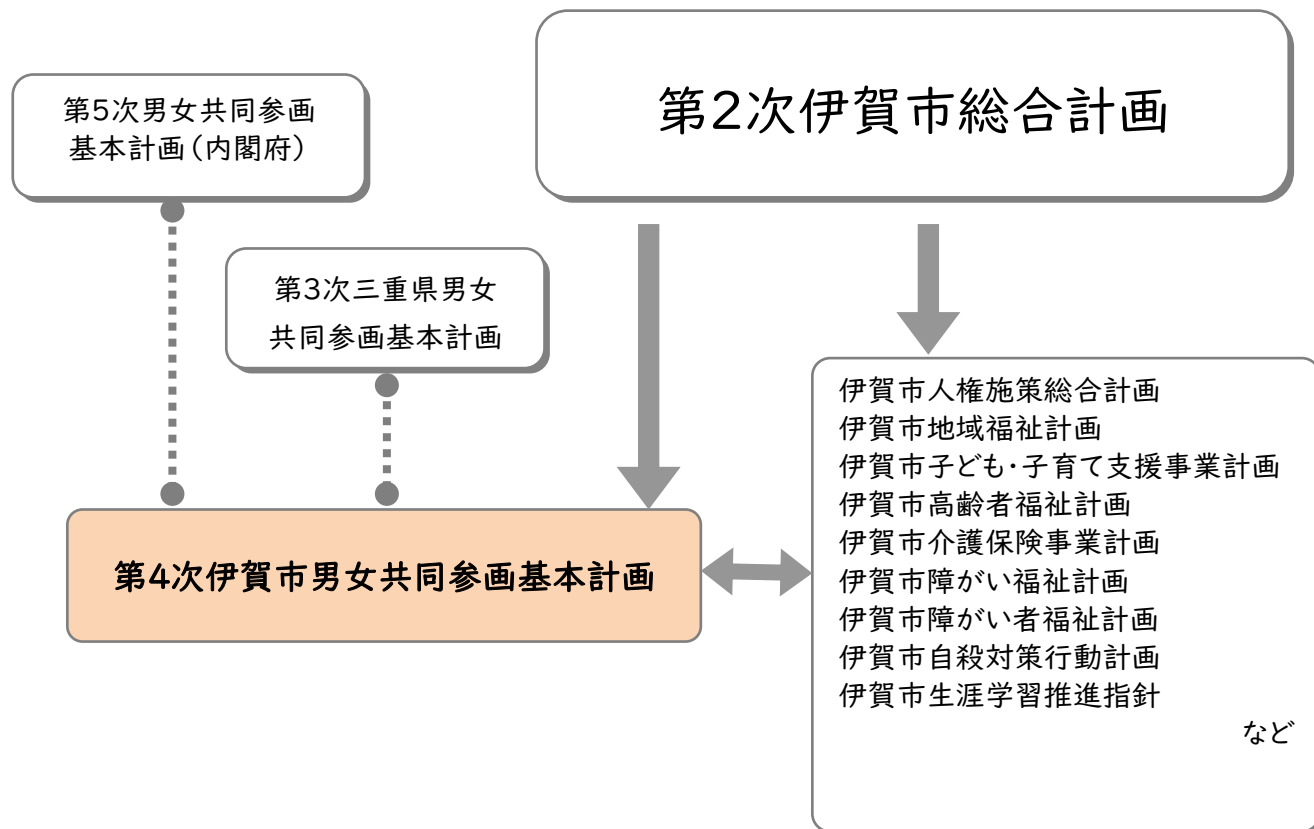 第2次伊賀市総合計画
第5次男女共同参画
基本計画(内閣府)
第3次三重県男女
共同参画基本計画
第4次伊賀市男女共同参画基本計画
伊賀市人権施策総合計画
伊賀市地域福祉計画
伊賀市子ども・子育て支援事業計画
伊賀市高齢者福祉計画
伊賀市介護保険事業計画
伊賀市障がい福祉計画
伊賀市障がい者福祉計画
伊賀市自殺対策行動計画
伊賀市生涯学習推進指針
など